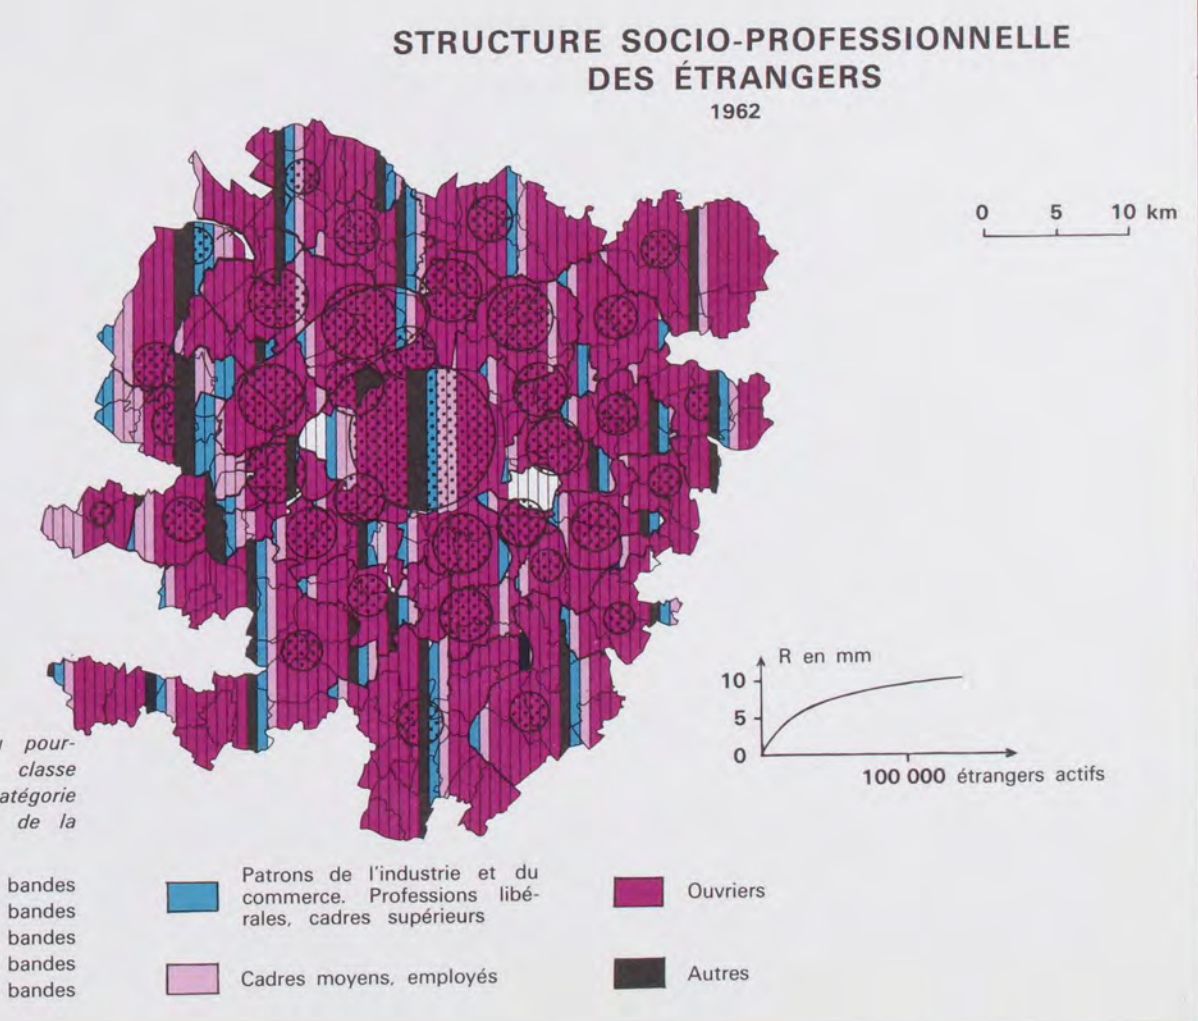 STRUCTURE SOCIO-PROFESSIONNELLE
DES ÉTRANGERS
1962
0 5 10 km
R en mm
10
5
0
100 000 étrangers actifs
pour-
classe
de la
bandes
bandes
bandes
bandes
bandes
Patrons de l'industrie et du
commerce. Professions libé-
rales, cadres supérieurs
Cadres moyens, employés
Ouvriers
Autres